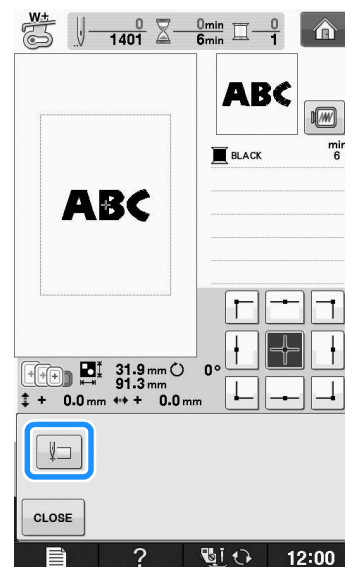 W+
0
1401
0min
6min
0
1
ABC
BLACK
min
6
ABC
31.9 mm
91.3 mm
0°
+ 0.0 mm + 0.0 mm
CLOSE
?
12:00